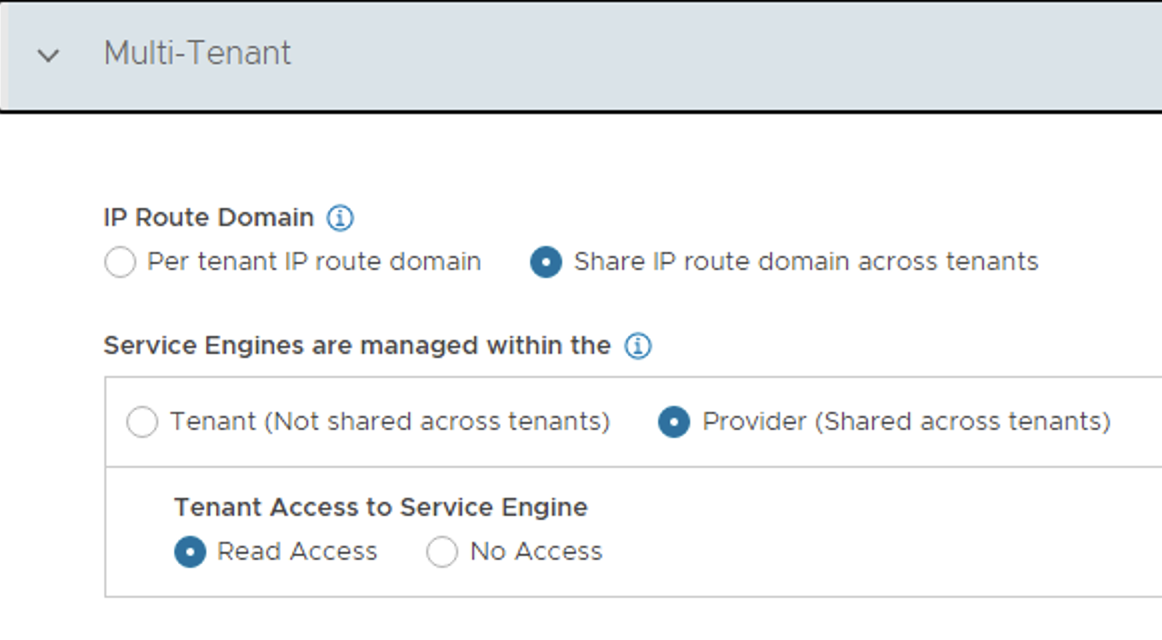 Multi-Tenant
IP Route Domain
Per tenant IP route domain Share IP route domain across tenants
Service Engines are managed within the
Tenant (Not shared across tenants) Provider (Shared across tenants)
Tenant Access to Service Engine
Read Access No Access